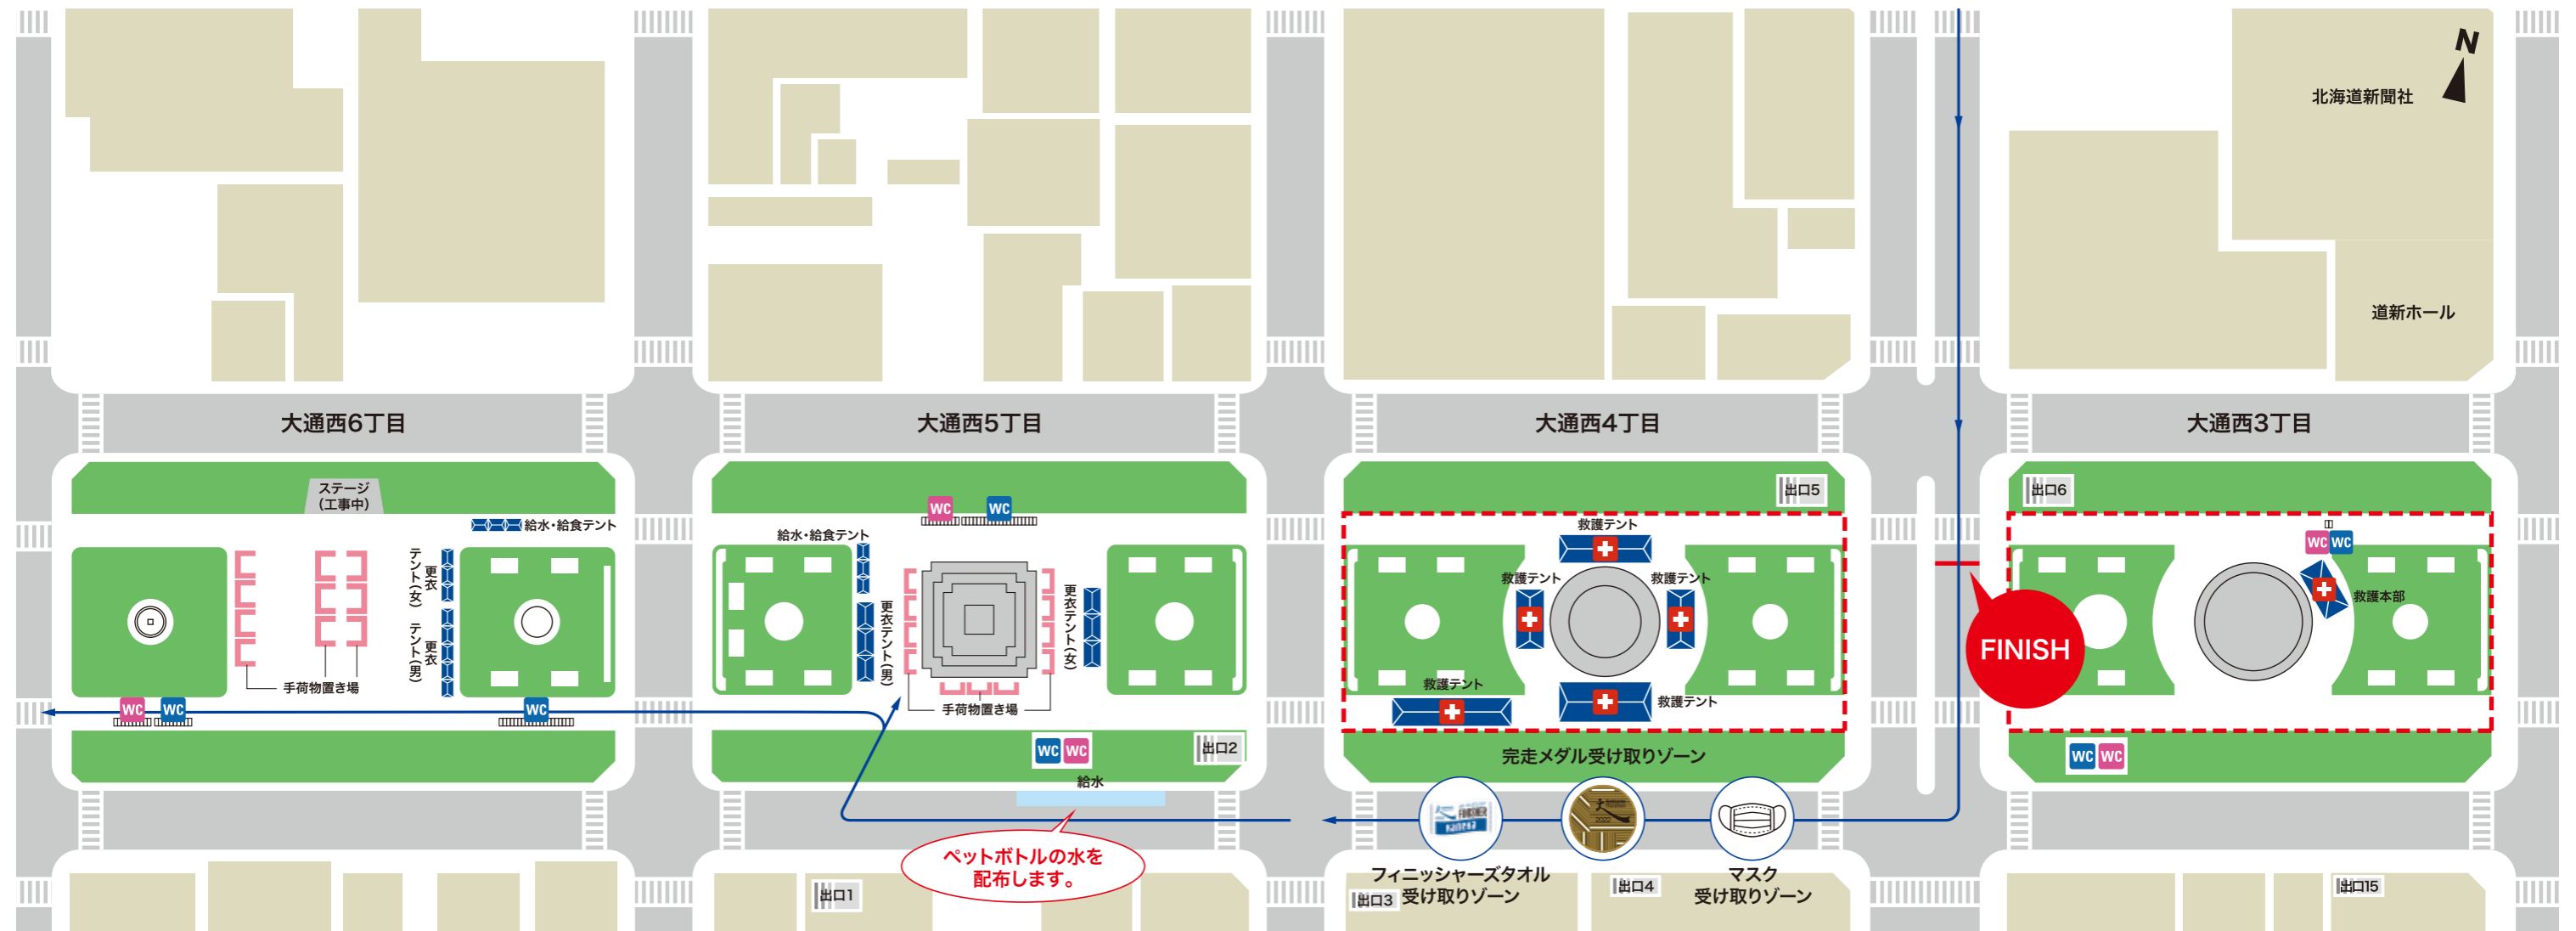 N
北海道新聞社
道新ホール
大通西6丁目
大通西5丁目
大通西4丁目
大通西3丁目
ステージ
(工事中)
給水・給食テント
更衣
テント(女)
更衣
テント(男)
手荷物置き場
WC
WC
WC
WC
WC
給水・給食テント
更衣テント(男)
更衣テント(女)
手荷物置き場
WC
WC
出口2
給水
ペットボトルの水を
配布します。
出口1
出口5
救護テント
救護テント
救護テント
救護テント
救護テント
完走メダル受け取りゾーン
2022
フィニッシャーズタオル
受け取りゾーン
マスク
受け取りゾーン
出口3
出口4
出口6
WC
WC
救護本部
FINISH
WC
WC
出口15